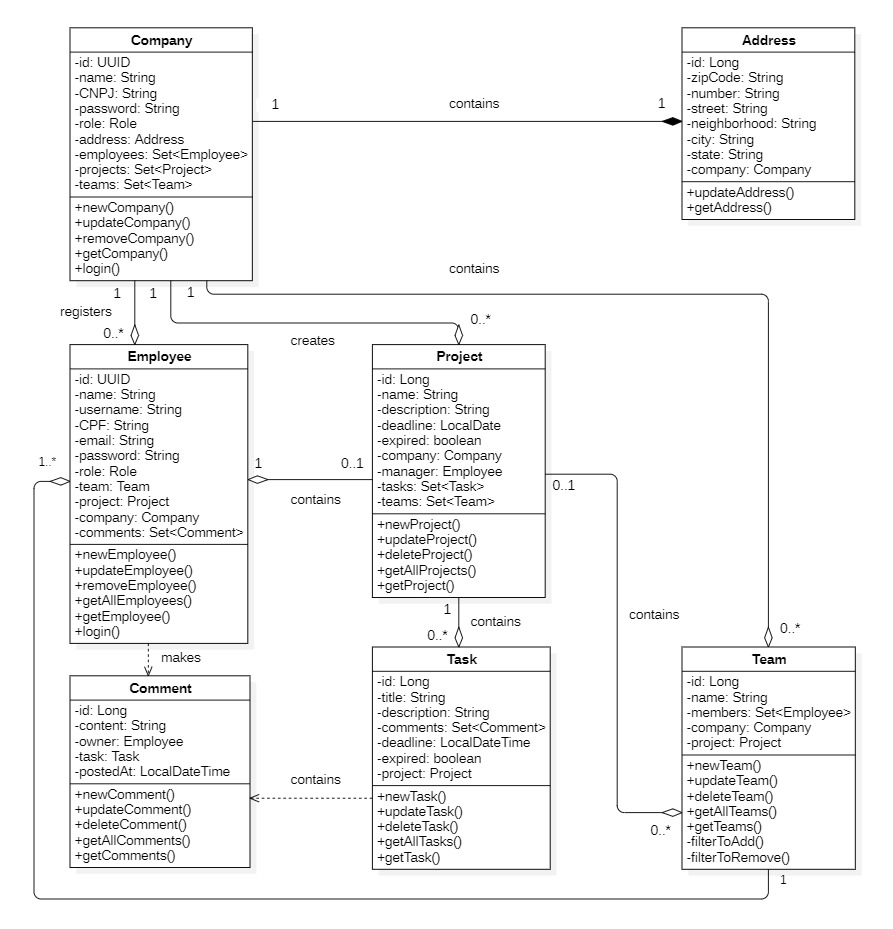 Company
-id: UUID
-name: String
-CNPJ: String
-password: String
-role: Role
-address: Address
-employees: Set<Employee>
-projects: Set<Project>
-teams: Set<Team>
+newCompany()
+updateCompany()
+removeCompany()
+getCompany()
+login()
1
contains
1
Address
-id: Long
-zipCode: String
-number: String
-street: String
-neighborhood: String
-city: String
-state: String
-company: Company
+updateAddress()
+getAddress()
1
registers
0..*
1
creates
0..*
1
contains
0..*
Employee
-id: UUID
-name: String
-username: String
-CPF: String
-email: String
-password: String
-role: Role
-team: Team
-project: Project
-company: Company
-comments: Set<Comment>
+newEmployee()
+updateEmployee()
+removeEmployee()
+getAllEmployees()
+getEmployee()
+login()
1..*
1
contains
0..1
Project
-id: Long
-name: String
-description: String
-deadline: LocalDate
-expired: boolean
-company: Company
-manager: Employee
-tasks: Set<Task>
-teams: Set<Team>
+newProject()
+updateProject()
+deleteProject()
+getAllProjects()
+getProject()
0..1
contains
0..*
1
contains
0..*
makes
Comment
-id: Long
-content: String
-owner: Employee
-task: Task
-postedAt: LocalDateTime
+newComment()
+updateComment()
+deleteComment()
+getAllComments()
+getComments()
contains
Task
-id: Long
-title: String
-description: String
-comments: Set<Comment>
-deadline: LocalDateTime
-expired: boolean
-project: Project
+newTask()
+updateTask()
+deleteTask()
+getAllTasks()
+getTask()
Team
-id: Long
-name: String
-members: Set<Employee>
-company: Company
-project: Project
+newTeam()
+updateTeam()
+deleteTeam()
+getAllTeams()
+getTeams()
-filterToAdd()
-filterToRemove()
1